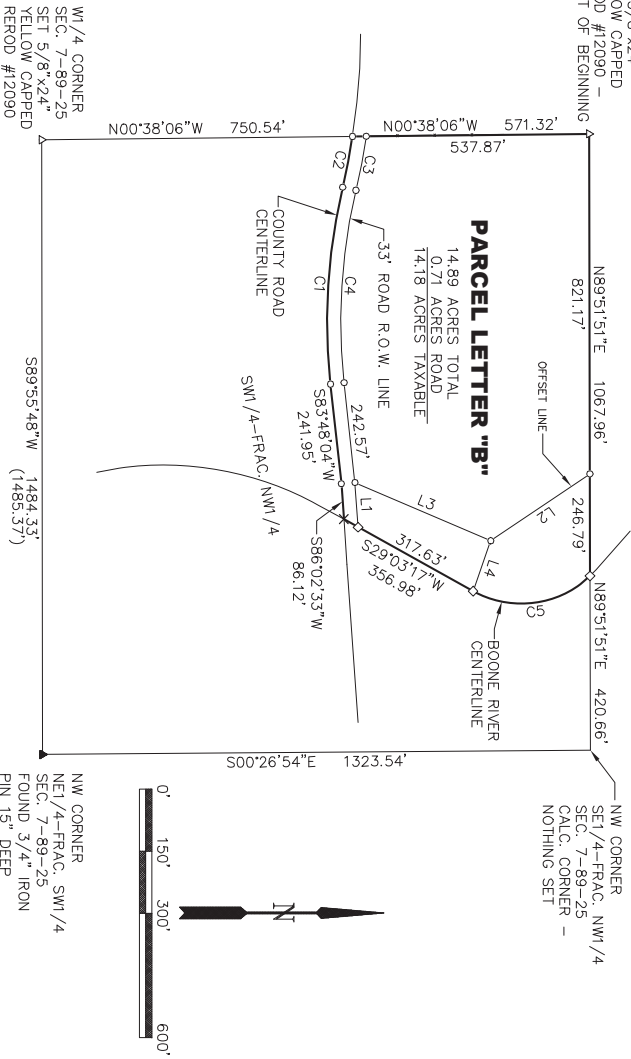 OW CAPPED
OD #12090 –
T OF BEGINNING
N89°51'51"E 1067.96'
821.17'
246.79'
N89°51'51"E 420.66'
NW CORNER
SE1/4-FRAC. NW1/4
SEC. 7-89-25
CALC. CORNER –
NOTHING SET
571.32'
N00°38'06"W
537.87'
OFFSET LINE
PARCEL LETTER "B"
14.89 ACRES TOTAL
0.71 ACRES ROAD
14.18 ACRES TAXABLE
L2
L3
L4
C5
BOONE RIVER
CENTERLINE
317.63'
S29°03'17"W
356.98'
33' ROAD R.O.W. LINE
C3
C4
242.57'
L1
C2
C1
S83°48'04"W
241.95'
S86°02'33"W
86.12'
COUNTY ROAD
CENTERLINE
SW1/4-FRAC. NW1/4
N00°38'06"W 750.54'
S00°26'54"E 1323.54'
W1/4 CORNER
SEC. 7-89-25
SET 5/8"x24"
YELLOW CAPPED
REROD #12090
S89°55'48"W 1484.33'
(1485.37')
NW CORNER
NE1/4-FRAC. SW1/4
SEC. 7-89-25
FOUND 3/4" IRON
PIN 15" DEEP
N
0' 150' 300' 600'